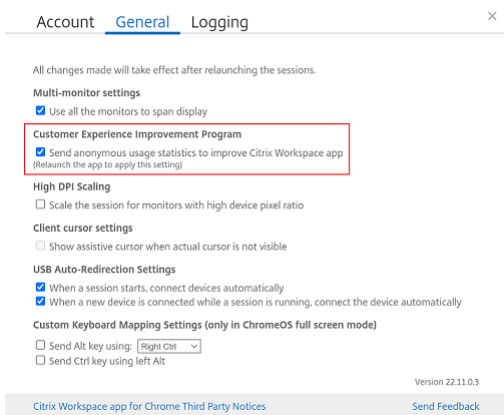 Account General Logging
All changes made will take effect after relaunching the sessions.
Multi-monitor settings
Use all the monitors to span display
Customer Experience Improvement Program
Send anonymous usage statistics to improve Citrix Workspace app
(Relaunch the app to apply this setting)
High DPI Scaling
Scale the session for monitors with high device pixel ratio
Client cursor settings
Show assistive cursor when actual cursor is not visible
USB Auto-Redirection Settings
When a session starts, connect devices automatically
When a new device is connected while a session is running, connect the device automatically
Custom Keyboard Mapping Settings (only in ChromeOS full screen mode)
Send Alt key using: Right Ctrl
Send Ctrl key using left Alt
Version 22.11.0.3
Citrix Workspace app for Chrome Third Party Notices Send Feedback